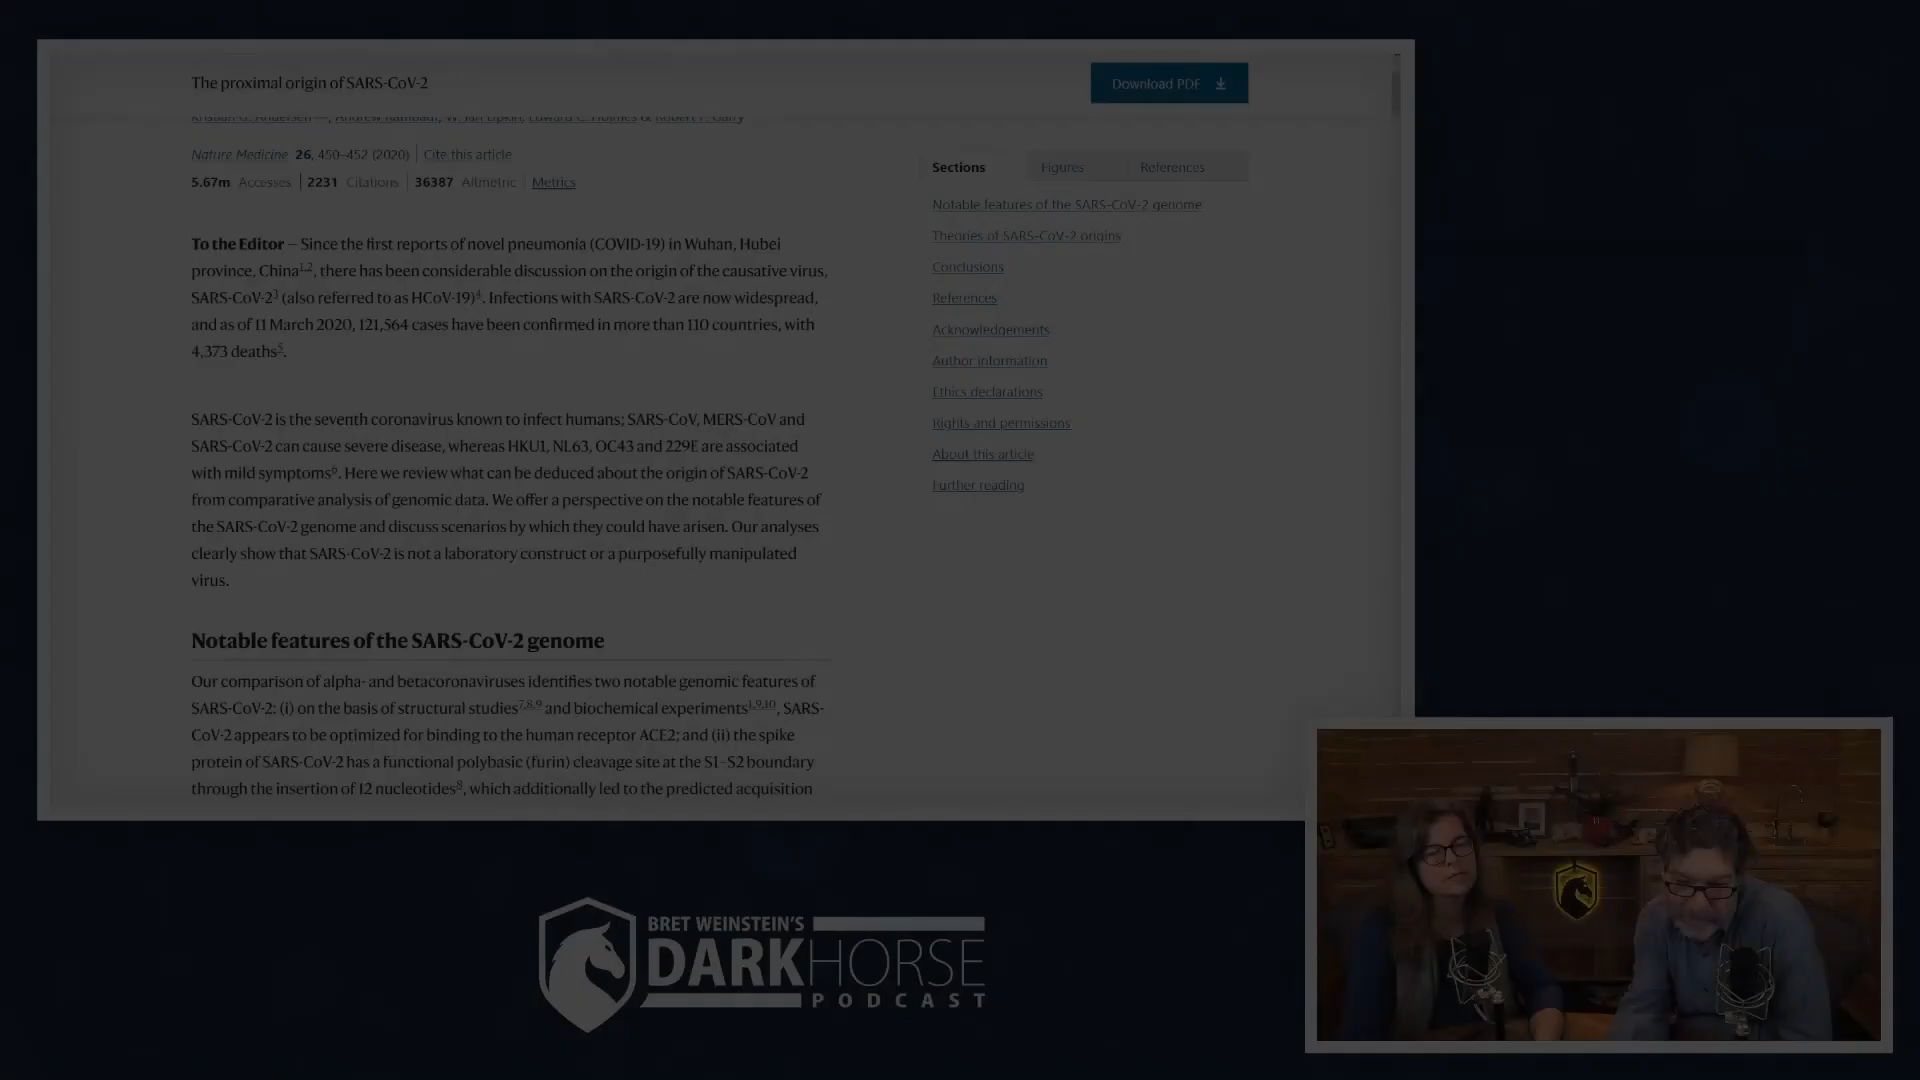 The proximal origin of SARS-CoV-2
Download PDF
Kristian G. Andersen, Andrew Rambaut, W. Ian Lipkin, Edward C. Holmes & Robert F. Garry
Nature Medicine 26, 450–452 (2020) | Cite this article
5.67m Accesses | 2231 Citations | 36387 Altmetric | Metrics
To the Editor – Since the first reports of novel pneumonia (COVID-19) in Wuhan, Hubei
province, China1,2, there has been considerable discussion on the origin of the causative virus,
SARS-CoV-23 (also referred to as HCoV-19)4. Infections with SARS-CoV-2 are now widespread,
and as of 11 March 2020, 121,564 cases have been confirmed in more than 110 countries, with
4,373 deaths5.
SARS-CoV-2 is the seventh coronavirus known to infect humans; SARS-CoV, MERS-CoV and
SARS-CoV-2 can cause severe disease, whereas HKU1, NL63, OC43 and 229E are associated
with mild symptoms6. Here we review what can be deduced about the origin of SARS-CoV-2
from comparative analysis of genomic data. We offer a perspective on the notable features of
the SARS-CoV-2 genome and discuss scenarios by which they could have arisen. Our analyses
clearly show that SARS-CoV-2 is not a laboratory construct or a purposefully manipulated
virus.
Notable features of the SARS-CoV-2 genome
Our comparison of alpha- and betacoronaviruses identifies two notable genomic features of
SARS-CoV-2: (i) on the basis of structural studies7,8,9 and biochemical experiments1,9,10, SARS-
CoV-2 appears to be optimized for binding to the human receptor ACE2; and (ii) the spike
protein of SARS-CoV-2 has a functional polybasic (furin) cleavage site at the S1–S2 boundary
through the insertion of 12 nucleotides8, which additionally led to the predicted acquisition
Sections
Figures
References
Notable features of the SARS-CoV-2 genome
Theories of SARS-CoV-2 origins
Conclusions
References
Acknowledgements
Author information
Ethics declarations
Rights and permissions
About this article
Further reading
BRET WEINSTEIN'S
DARKHORSE
PODCAST